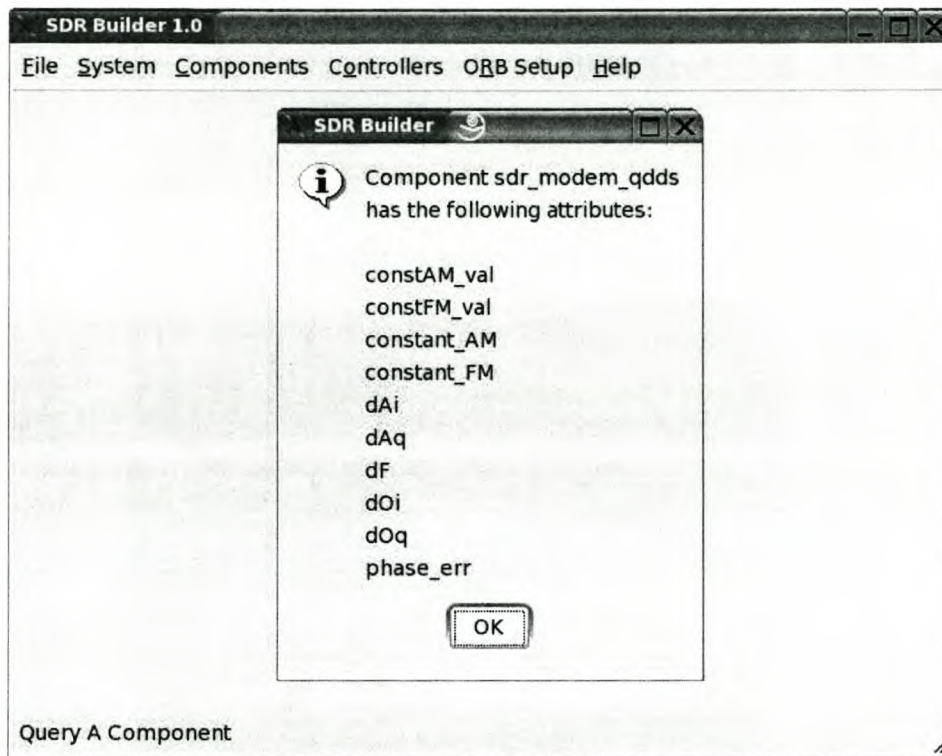 SDR Builder 1.0
File System Components Controllers ORB Setup Help
SDR Builder
Component sdr_modem_qdds
has the following attributes:
constAM_val
constFM_val
constant_AM
constant_FM
dAi
dAq
dF
dOi
dOq
phase_err
OK
Query A Component